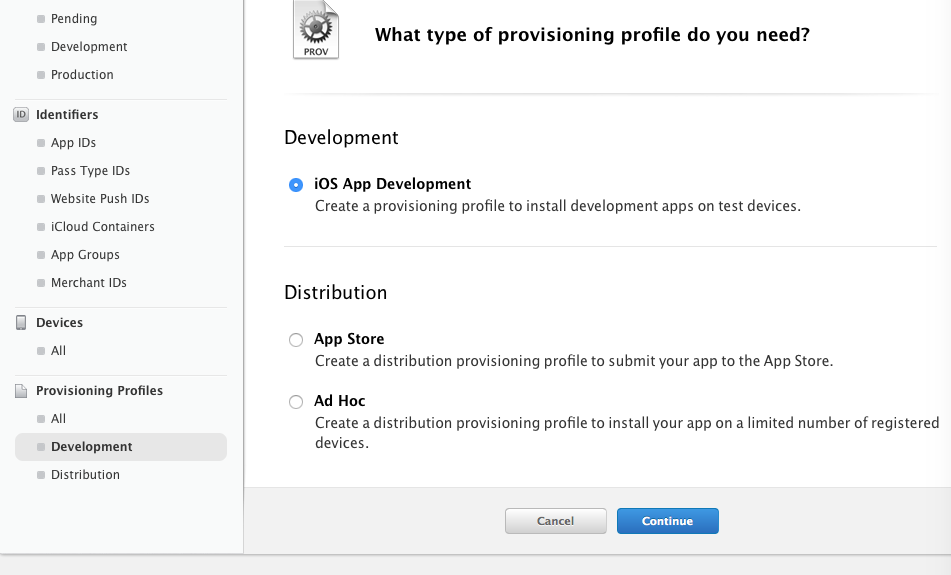 Pending
Development
Production
ID Identifiers
App IDs
Pass Type IDs
Website Push IDs
iCloud Containers
App Groups
Merchant IDs
Devices
All
Provisioning Profiles
All
Development
Distribution
PROV
What type of provisioning profile do you need?
Development
iOS App Development
Create a provisioning profile to install development apps on test devices.
Distribution
App Store
Create a distribution provisioning profile to submit your app to the App Store.
Ad Hoc
Create a distribution provisioning profile to install your app on a limited number of registered
devices.
Cancel
Continue